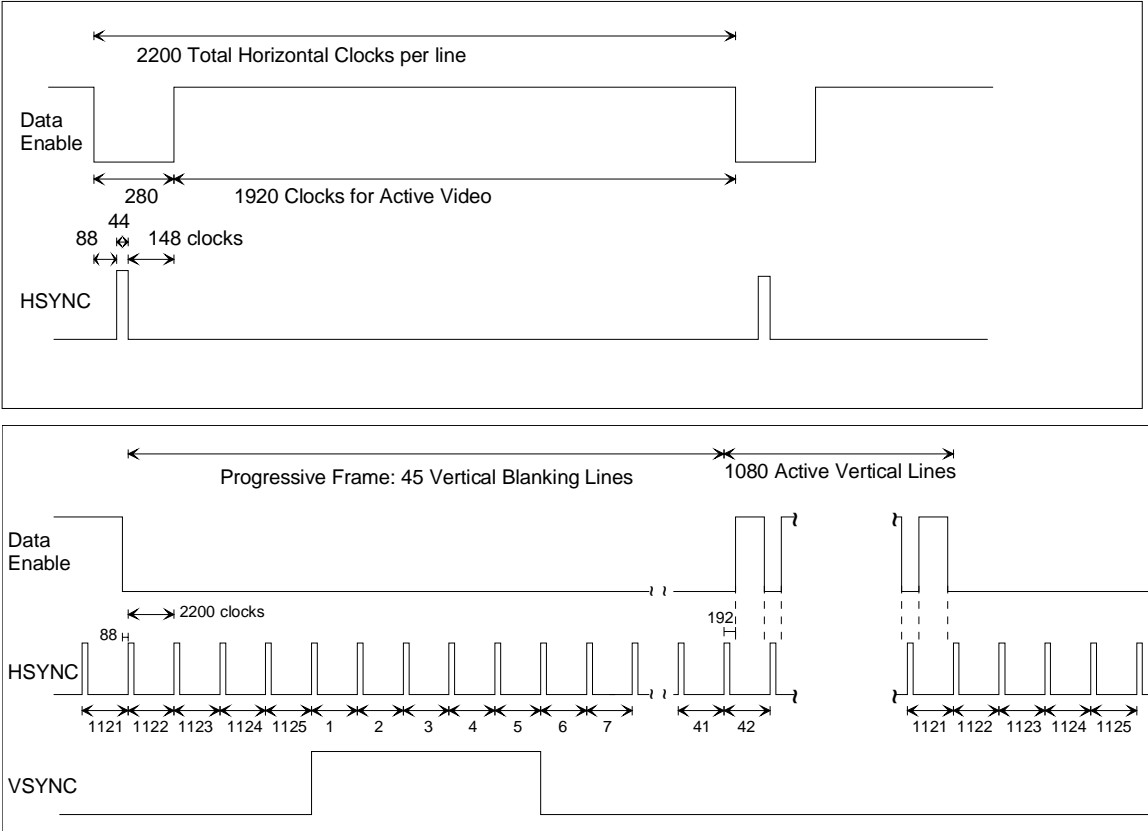 2200 Total Horizontal Clocks per line
Data
Enable
280
1920 Clocks for Active Video
44
88
148 clocks
HSYNC
Progressive Frame: 45 Vertical Blanking Lines
1080 Active Vertical Lines
Data
Enable
2200 clocks
88
192
HSYNC
1121 1122 1123 1124 1125 1 2 3 4 5 6 7 41 42 1121 1122 1123 1124 1125
VSYNC